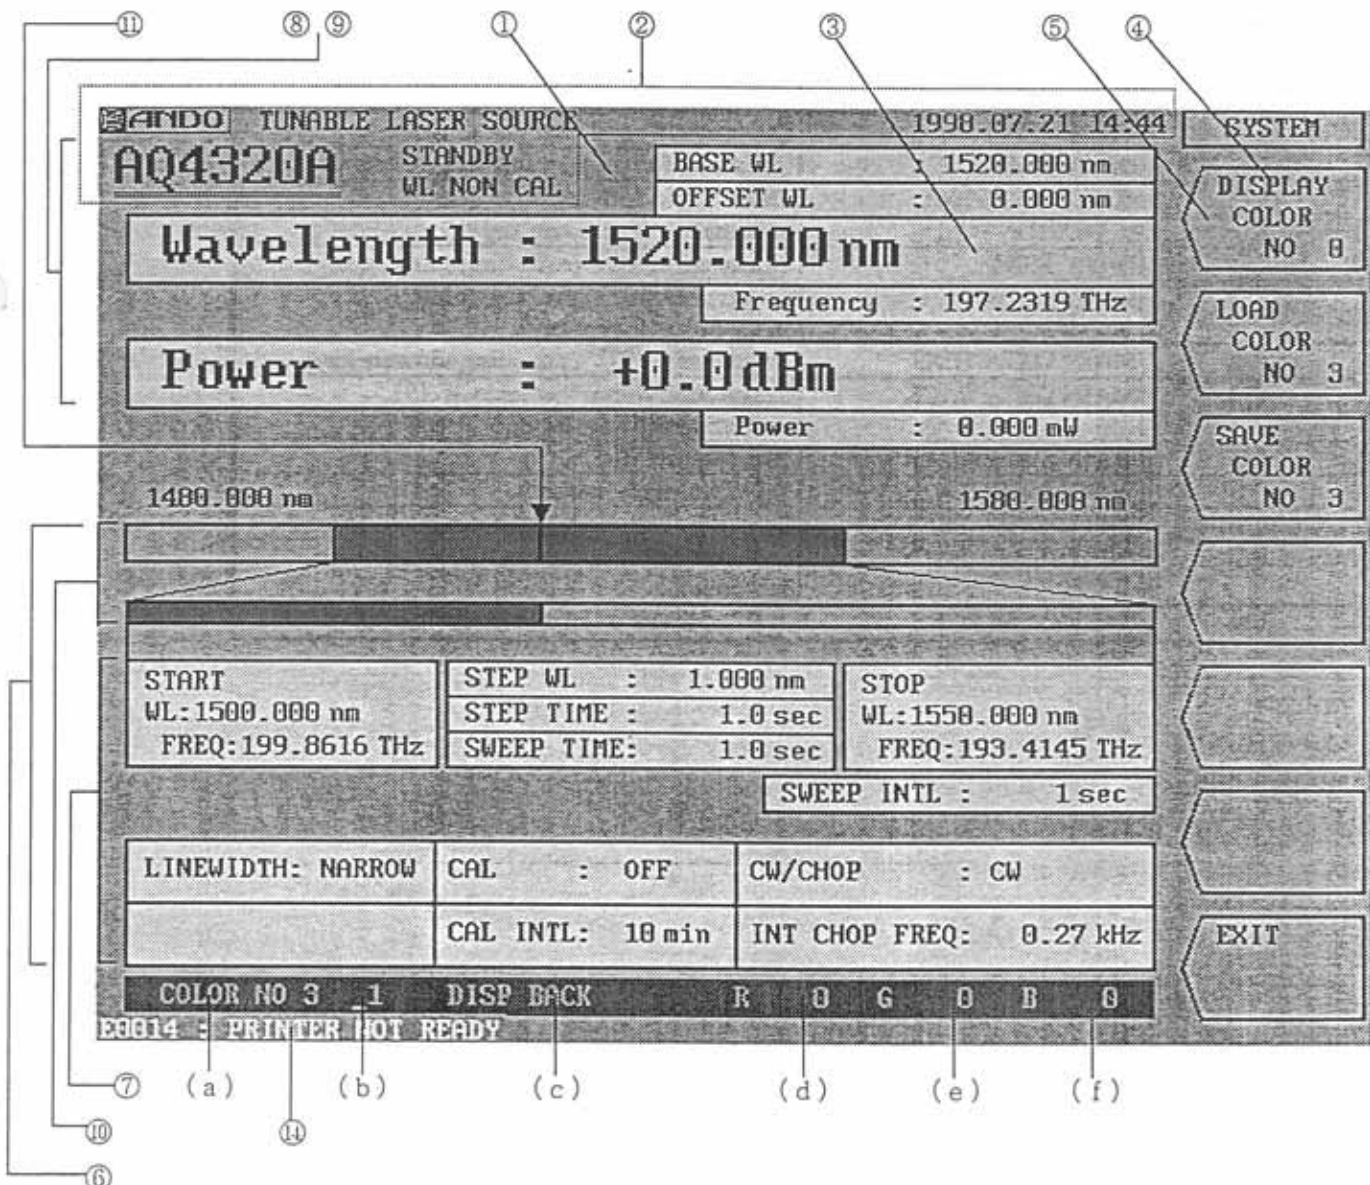 ⑪ ⑧ ⑨ ① ② ③ ⑤ ④
ANDO TUNABLE LASER SOURCE 1998.07.21 14:44
AQ4320A
STANDBY
WL NON CAL
BASE WL : 1520.000 nm
OFFSET WL : 0.000 nm
Wavelength : 1520.000 nm
Frequency : 197.2319 THz
Power : +0.0 dBm
Power : 0.000 mW
1480.000 nm 1580.000 nm
START
WL:1500.000 nm
FREQ:199.8616 THz
STEP WL : 1.000 nm
STEP TIME : 1.0 sec
SWEEP TIME: 1.0 sec
STOP
WL:1550.000 nm
FREQ:193.4145 THz
SWEEP INTL : 1 sec
LINEWIDTH: NARROW CAL : OFF CW/CHOP : CW
CAL INTL: 10 min INT CHOP FREQ: 0.27 kHz
COLOR NO 3 1 DISP BACK R 0 G 0 B 0
E0014 : PRINTER NOT READY
SYSTEM
DISPLAY
COLOR
NO 0
LOAD
COLOR
NO 3
SAVE
COLOR
NO 3
EXIT
⑦ (a) (b) (c) (d) (e) (f)
⑩ ⑭
⑥